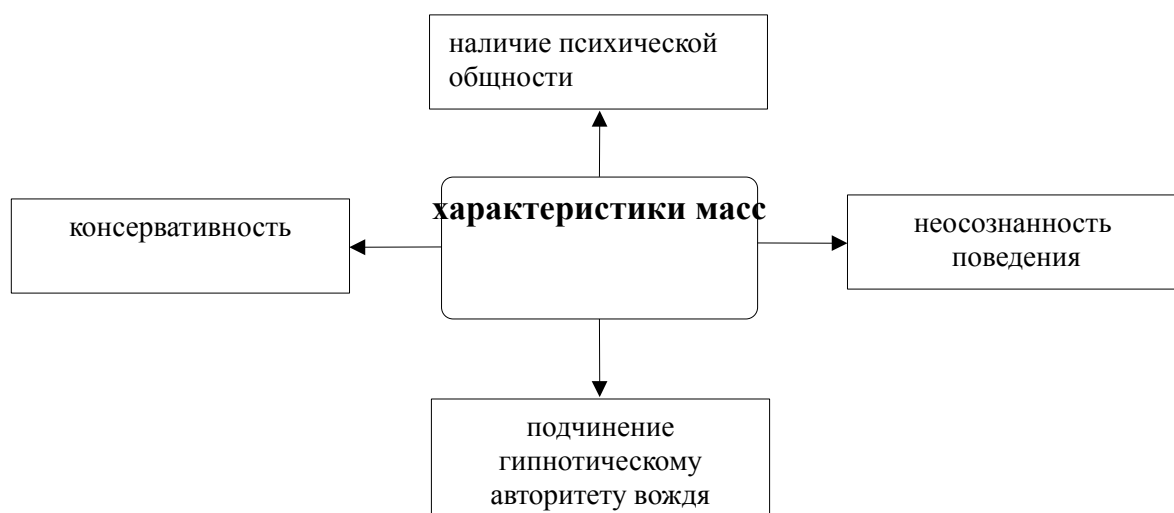 наличие психической
общности
характеристики масс
консервативность
неосознанность
поведения
подчинение
гипнотическому
авторитету вождя